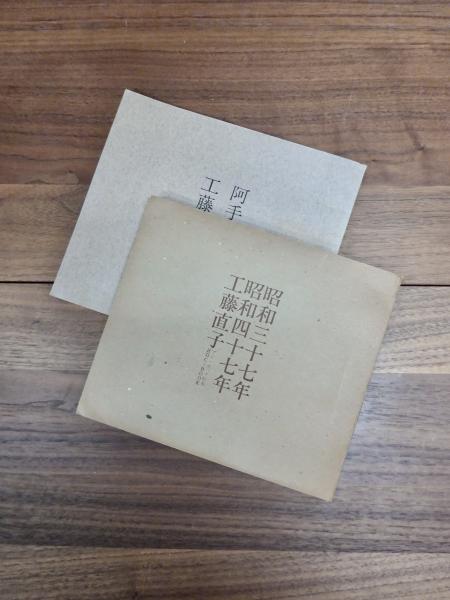 阿手
工藤
昭和三十七年
昭和四十七年
工藤直子